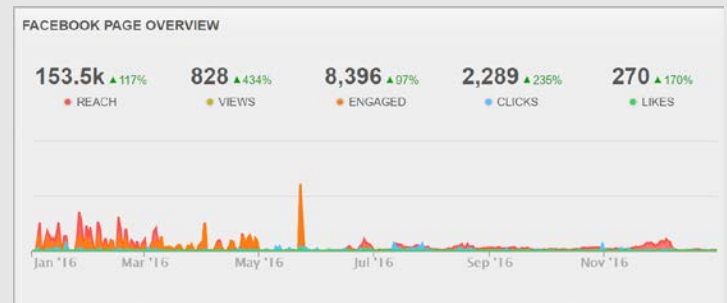 FACEBOOK PAGE OVERVIEW
153.5k ▲117% 828 ▲434% 8,396 ▲97% 2,289 ▲235% 270 ▲170%
REACH VIEWS ENGAGED CLICKS LIKES
Jan '16 Mar '16 May '16 Jul '16 Sep '16 Nov '16